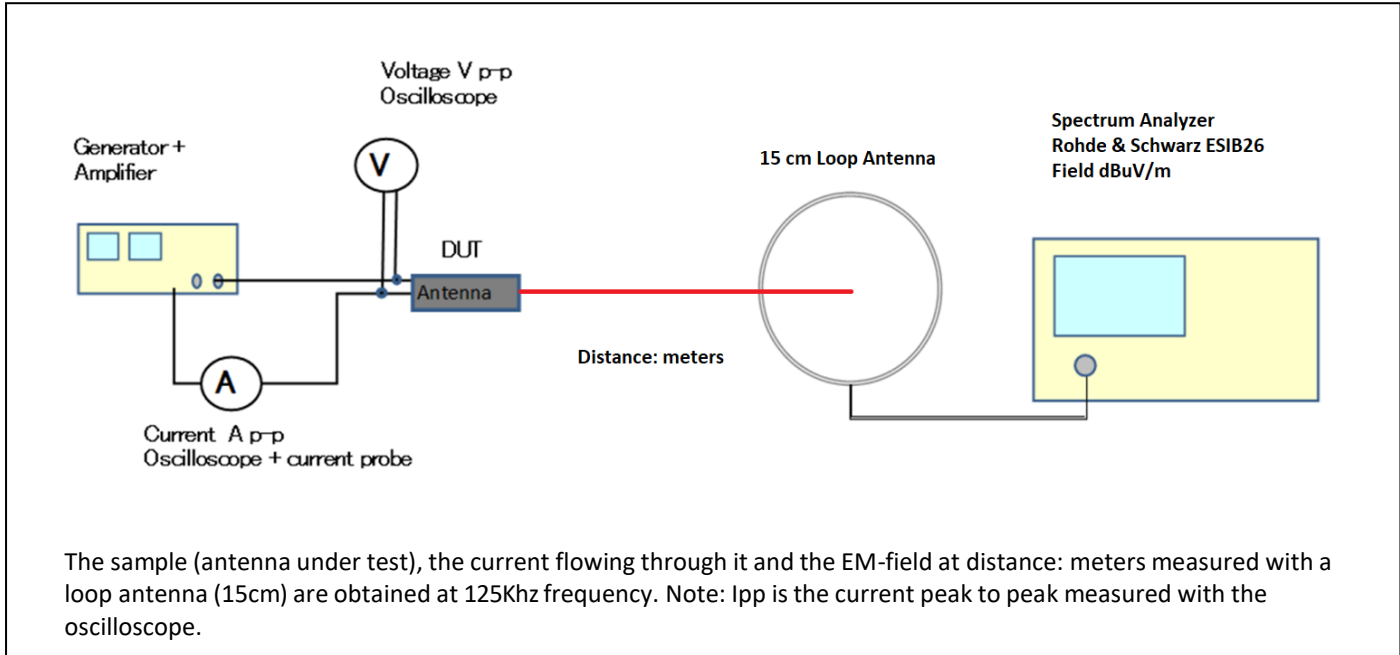 Voltage V p-p
Oscilloscope
Generator +
Amplifier
V
15 cm Loop Antenna
Spectrum Analyzer
Rohde & Schwarz ESIB26
Field dBuV/m
DUT
Antenna
Distance: meters
A
Current A p-p
Oscilloscope + current probe
The sample (antenna under test), the current flowing through it and the EM-field at distance: meters measured with a
loop antenna (15cm) are obtained at 125Khz frequency. Note: Ipp is the current peak to peak measured with the
oscilloscope.